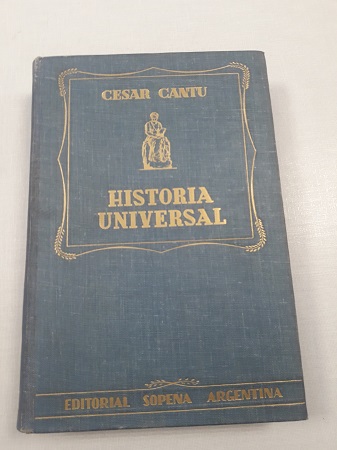 CESAR CANTU
HISTORIA
UNIVERSAL
EDITORIAL SOPENA ARGENTINA